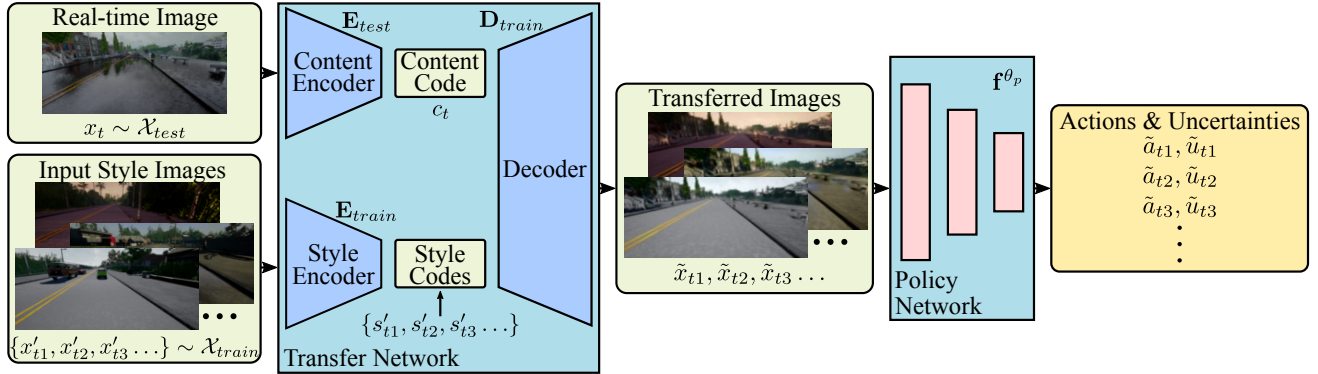 Real-time Image
x_t ∼ 𝒳_test
Input Style Images
{x′_t1, x′_t2, x′_t3 ...} ∼ 𝒳_train
E_test
Content
Encoder
Content
Code
c_t
E_train
Style
Encoder
Style
Codes
{s′_t1, s′_t2, s′_t3 ...}
Transfer Network
D_train
Decoder
Transferred Images
x̃_t1, x̃_t2, x̃_t3 ...
f^θ_p
Policy
Network
Actions & Uncertainties
ã_t1, ũ_t1
ã_t2, ũ_t2
ã_t3, ũ_t3